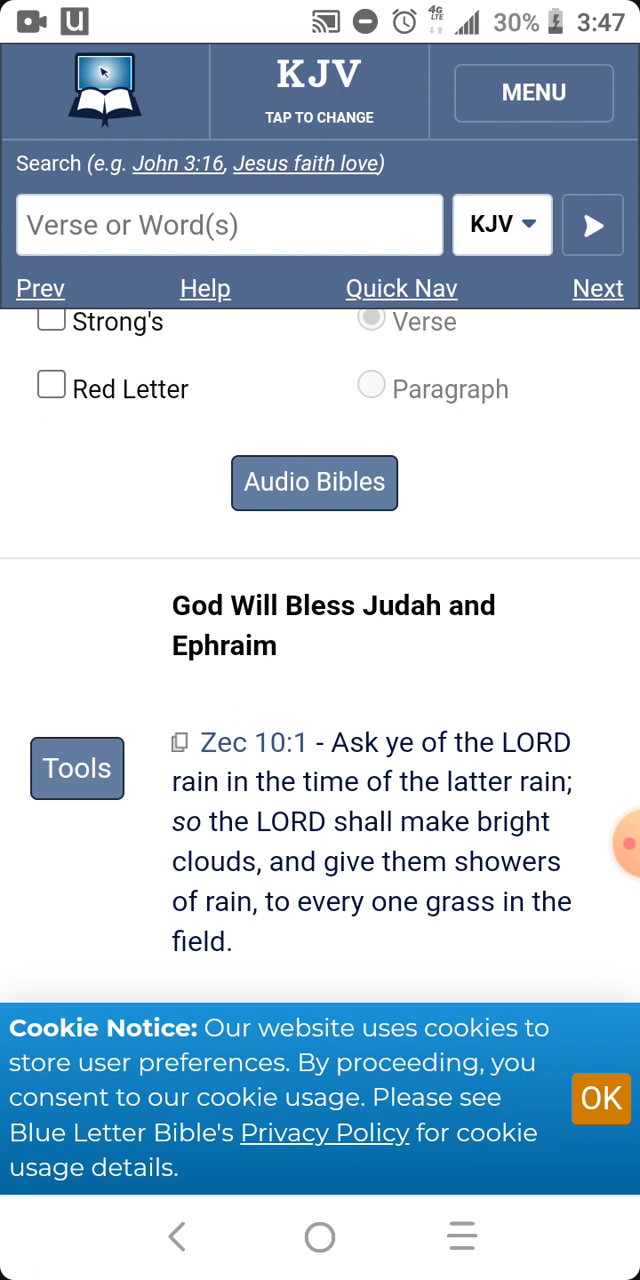 U 4G LTE 30% 3:47
KJV
TAP TO CHANGE
MENU
Search (e.g. John 3:16, Jesus faith love)
Verse or Word(s) KJV
Prev Help Quick Nav Next
Strong's Verse
Red Letter Paragraph
Audio Bibles
God Will Bless Judah and
Ephraim
Tools
Zec 10:1 - Ask ye of the LORD
rain in the time of the latter rain;
so the LORD shall make bright
clouds, and give them showers
of rain, to every one grass in the
field.
Cookie Notice: Our website uses cookies to
store user preferences. By proceeding, you
consent to our cookie usage. Please see
Blue Letter Bible's Privacy Policy for cookie
usage details.
OK